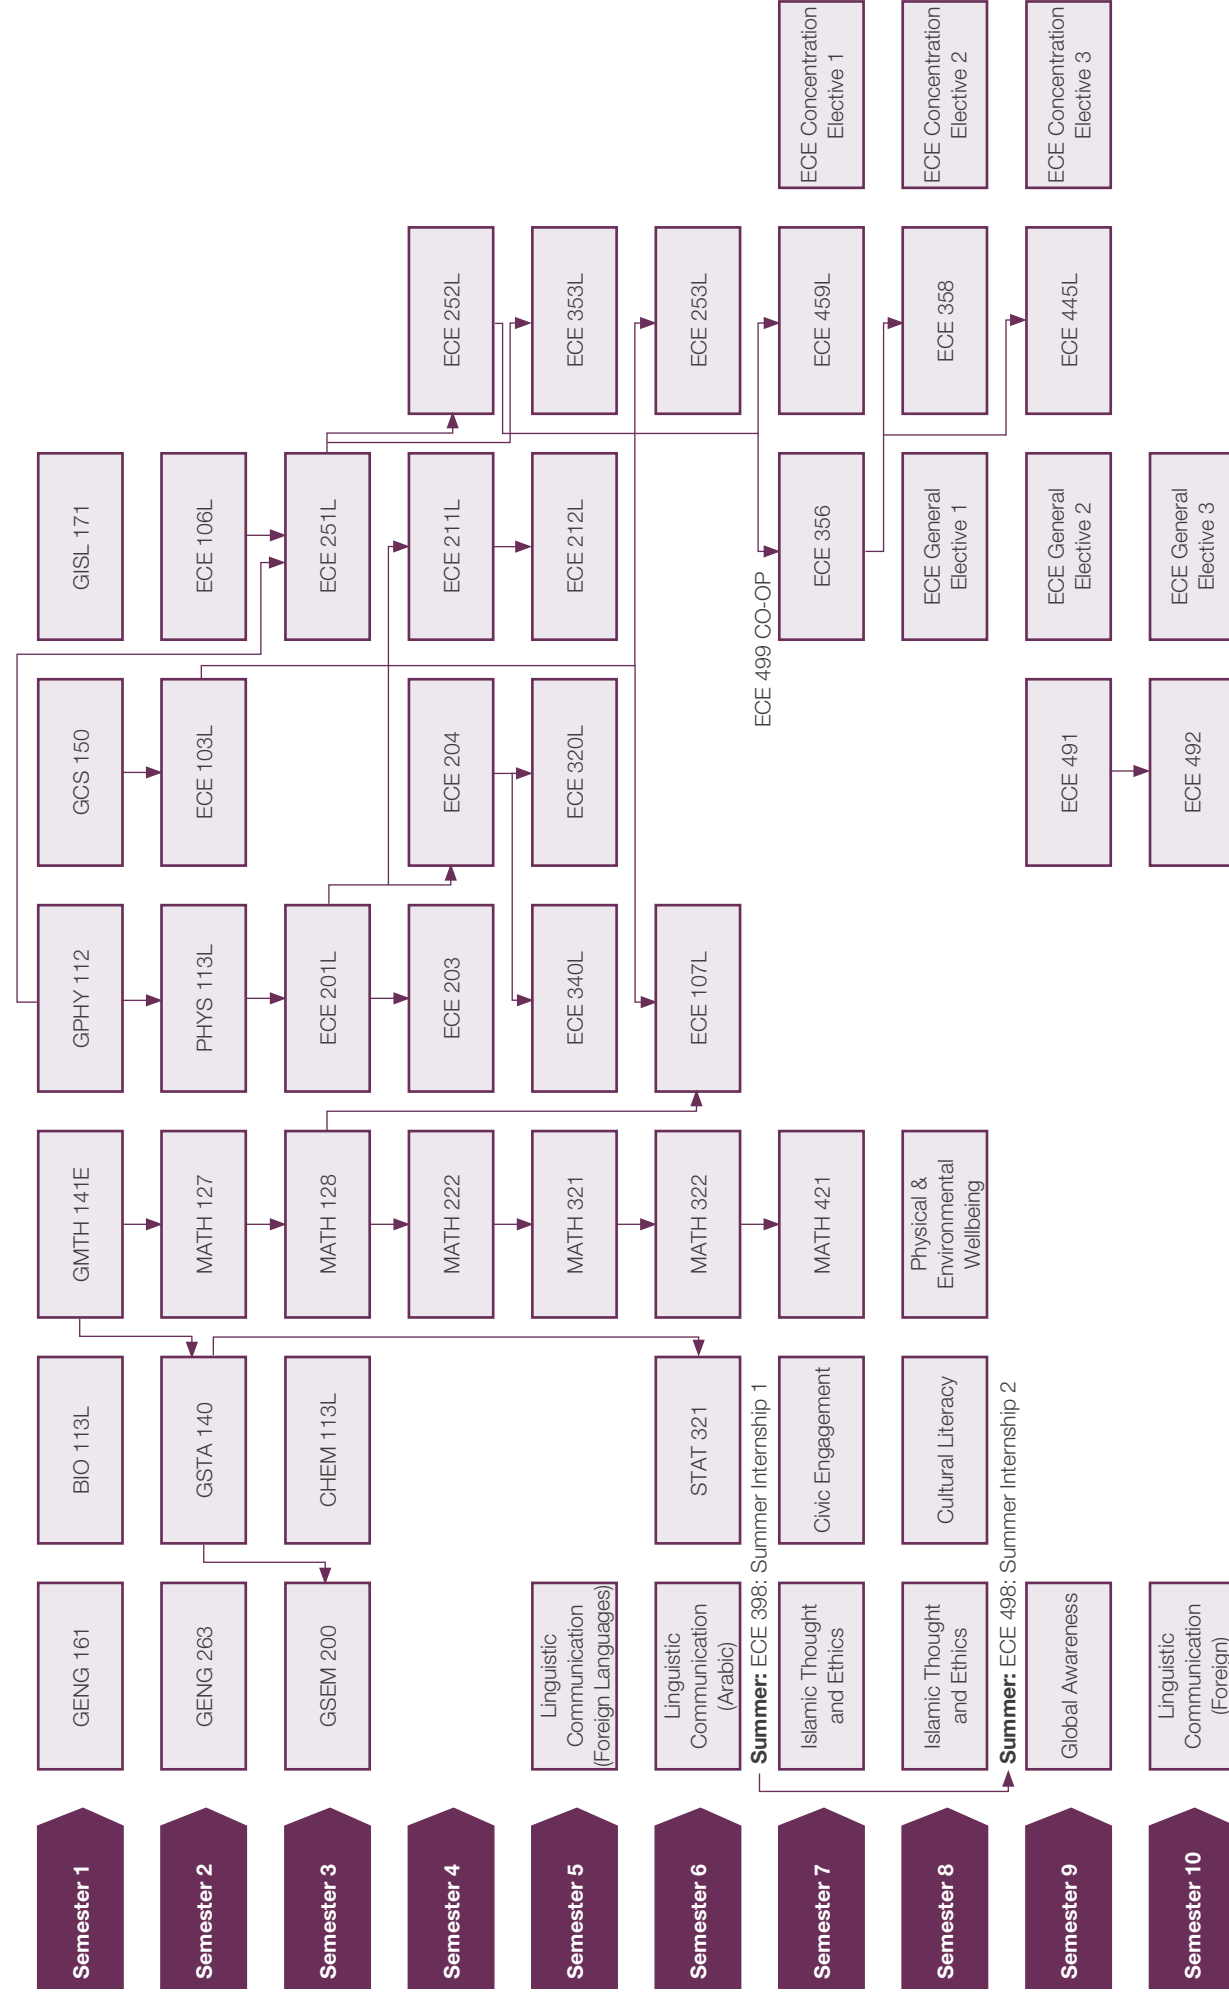 Semester 1
GENG 161
BIO 113L
GMTH 141E
GPHY 112
GCS 150
GISL 171
Semester 2
GENG 263
GSTA 140
MATH 127
PHYS 113L
ECE 103L
ECE 106L
Semester 3
GSEM 200
CHEM 113L
MATH 128
ECE 201L
ECE 251L
Semester 4
MATH 222
ECE 203
ECE 204
ECE 211L
ECE 252L
Semester 5
Linguistic
Communication
(Foreign Languages)
MATH 321
ECE 340L
ECE 320L
ECE 212L
ECE 353L
Semester 6
Linguistic
Communication
(Arabic)
STAT 321
MATH 322
ECE 107L
ECE 253L
Summer: ECE 398: Summer Internship 1
ECE 499 CO-OP
Semester 7
Islamic Thought
and Ethics
Civic Engagement
MATH 421
ECE 356
ECE 459L
ECE Concentration
Elective 1
Semester 8
Islamic Thought
and Ethics
Cultural Literacy
Physical &
Environmental
Wellbeing
ECE General
Elective 1
ECE 358
ECE Concentration
Elective 2
Summer: ECE 498: Summer Internship 2
Semester 9
Global Awareness
ECE 491
ECE General
Elective 2
ECE 445L
ECE Concentration
Elective 3
Semester 10
Linguistic
Communication
(Foreign)
ECE 492
ECE General
Elective 3